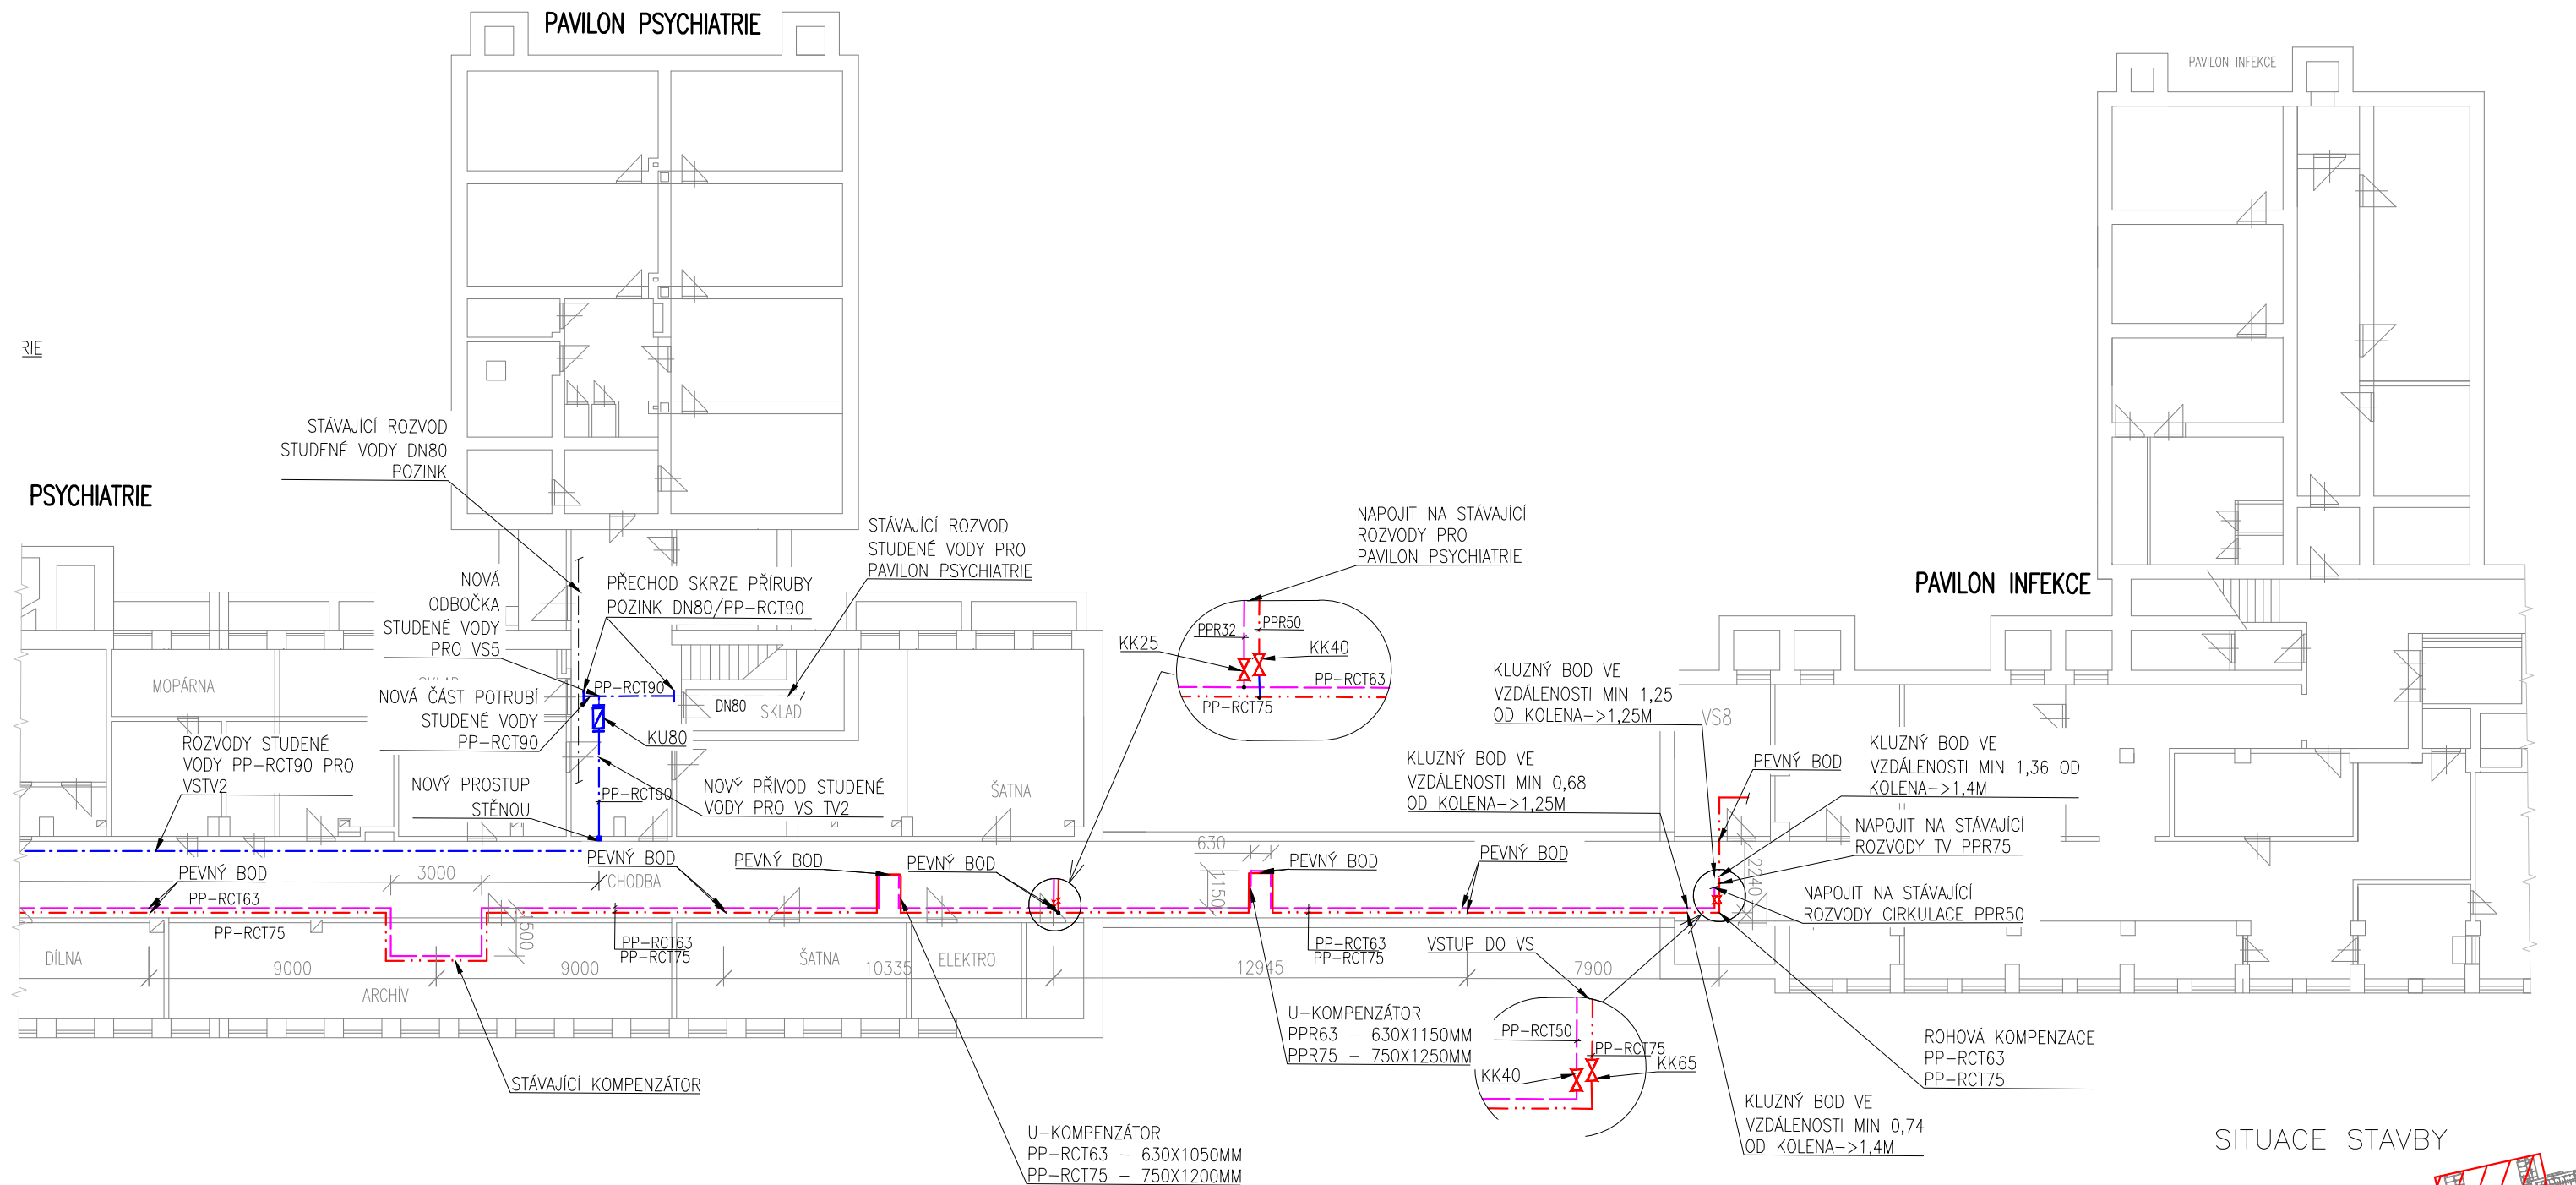 PAVILON PSYCHIATRIE
PAVILON INFEKCE
RIE
STÁVAJÍCÍ ROZVOD
STUDENÉ VODY DN80
POZINK
PSYCHIATRIE
STÁVAJÍCÍ ROZVOD
STUDENÉ VODY PRO
PAVILON PSYCHIATRIE
NAPOJIT NA STÁVAJÍCÍ
ROZVODY PRO
PAVILON PSYCHIATRIE
NOVÁ
ODBOČKA
STUDENÉ VODY
PRO VS5
PŘECHOD SKRZE PŘÍRUBY
POZINK DN80/PP-RCT90
PAVILON INFEKCE
PPR32
PPR50
KK25
KK40
PP-RCT63
PP-RCT75
MOPÁRNA
SKLAD
PP-RCT90
DN80
SKLAD
NOVÁ ČÁST POTRUBÍ
STUDENÉ VODY
PP-RCT90
KU80
ROZVODY STUDENÉ
VODY PP-RCT90 PRO
VSTV2
NOVÝ PROSTUP
STĚNOU
PP-RCT90
NOVÝ PŘÍVOD STUDENÉ
VODY PRO VS TV2
ŠATNA
KLUZNÝ BOD VE
VZDÁLENOSTI MIN 1,25
OD KOLENA->1,25M
VS8
KLUZNÝ BOD VE
VZDÁLENOSTI MIN 0,68
OD KOLENA->1,25M
PEVNÝ BOD
KLUZNÝ BOD VE
VZDÁLENOSTI MIN 1,36 OD
KOLENA->1,4M
NAPOJIT NA STÁVAJÍCÍ
ROZVODY TV PPR75
NAPOJIT NA STÁVAJÍCÍ
ROZVODY CIRKULACE PPR50
2240
PEVNÝ BOD
PP-RCT63
PP-RCT75
3000
1500
PEVNÝ BOD
CHODBA
PEVNÝ BOD
PEVNÝ BOD
630
1150
PEVNÝ BOD
PEVNÝ BOD
PP-RCT63
PP-RCT75
PP-RCT63
PP-RCT75
DÍLNA
9000
9000
ŠATNA
10335
ELEKTRO
12945
7900
VSTUP DO VS
ARCHÍV
STÁVAJÍCÍ KOMPENZÁTOR
U-KOMPENZÁTOR
PPR63 - 630X1150MM
PPR75 - 750X1250MM
PP-RCT50
PP-RCT75
KK40
KK65
ROHOVÁ KOMPENZACE
PP-RCT63
PP-RCT75
U-KOMPENZÁTOR
PP-RCT63 - 630X1050MM
PP-RCT75 - 750X1200MM
KLUZNÝ BOD VE
VZDÁLENOSTI MIN 0,74
OD KOLENA->1,4M
SITUACE STAVBY